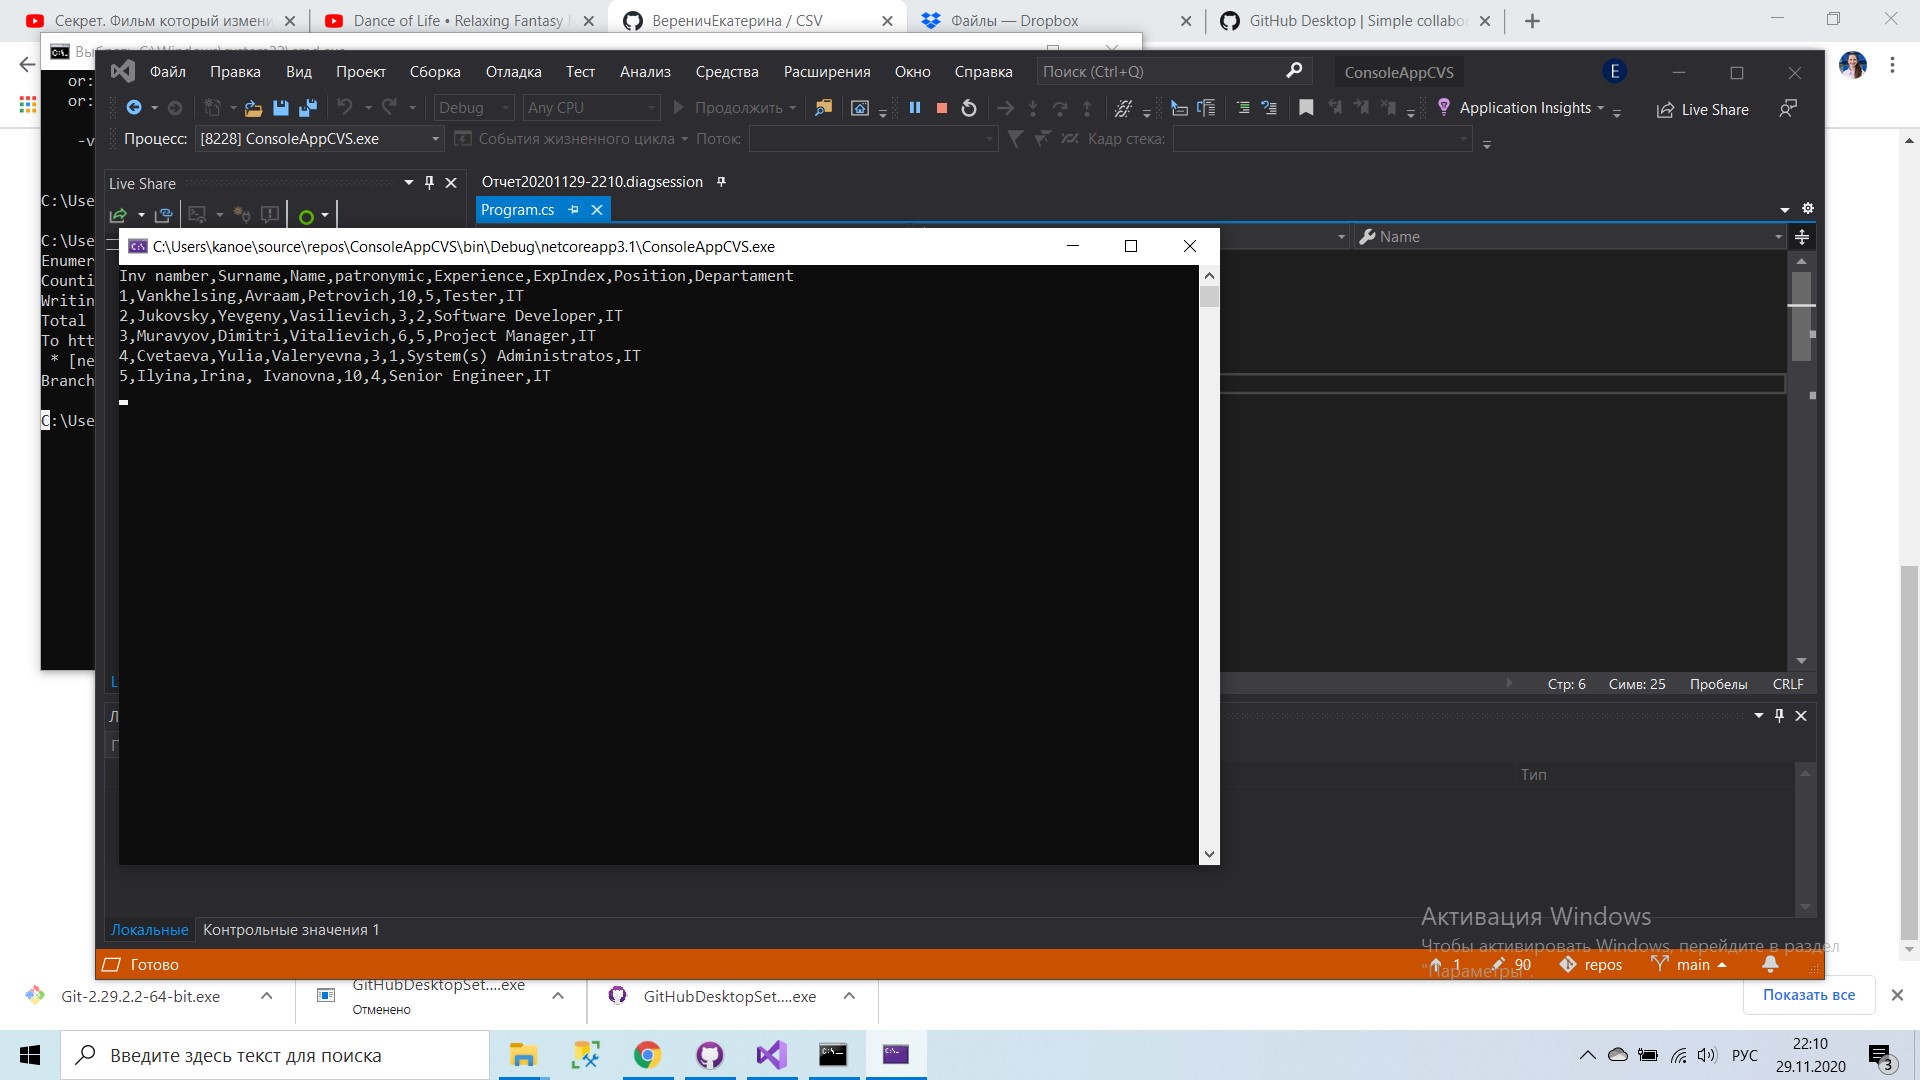 Секрет. Фильм который измени
Dance of Life • Relaxing Fantasy
ВереничЕкатерина / CSV
Файлы — Dropbox
GitHub Desktop | Simple collabo
or:
or:
-v
C:\Use
C:\Use
Enumer
Counti
Writin
Total
To htt
* [ne
Branch
C:\Use
Файл Правка Вид Проект Сборка Отладка Тест Анализ Средства Расширения Окно Справка Поиск (Ctrl+Q) ConsoleAppCVS E
Debug Any CPU Продолжить Application Insights Live Share
Процесс: [8228] ConsoleAppCVS.exe События жизненного цикла Поток: Кадр стека:
Live Share
Отчет20201129-2210.diagsession
Program.cs
Name
C:\Users\kanoe\source\repos\ConsoleAppCVS\bin\Debug\netcoreapp3.1\ConsoleAppCVS.exe
Inv namber,Surname,Name,patronymic,Experience,ExpIndex,Position,Departament
1,Vankhelsing,Avraam,Petrovich,10,5,Tester,IT
2,Jukovsky,Yevgeny,Vasilievich,3,2,Software Developer,IT
3,Muravyov,Dimitri,Vitalievich,6,5,Project Manager,IT
4,Cvetaeva,Yulia,Valeryevna,3,1,System(s) Administratos,IT
5,Ilyina,Irina, Ivanovna,10,4,Senior Engineer,IT
Стр: 6 Симв: 25 Пробелы CRLF
Тип
Локальные Контрольные значения 1
Активация Windows
Чтобы активировать Windows, перейдите в раздел
"Параметры".
Готово
1 90 repos main
Git-2.29.2.2-64-bit.exe
GitHubDesktopSet....exe
Отменено
GitHubDesktopSet....exe
Показать все
Введите здесь текст для поиска
РУС
22:10
29.11.2020
3